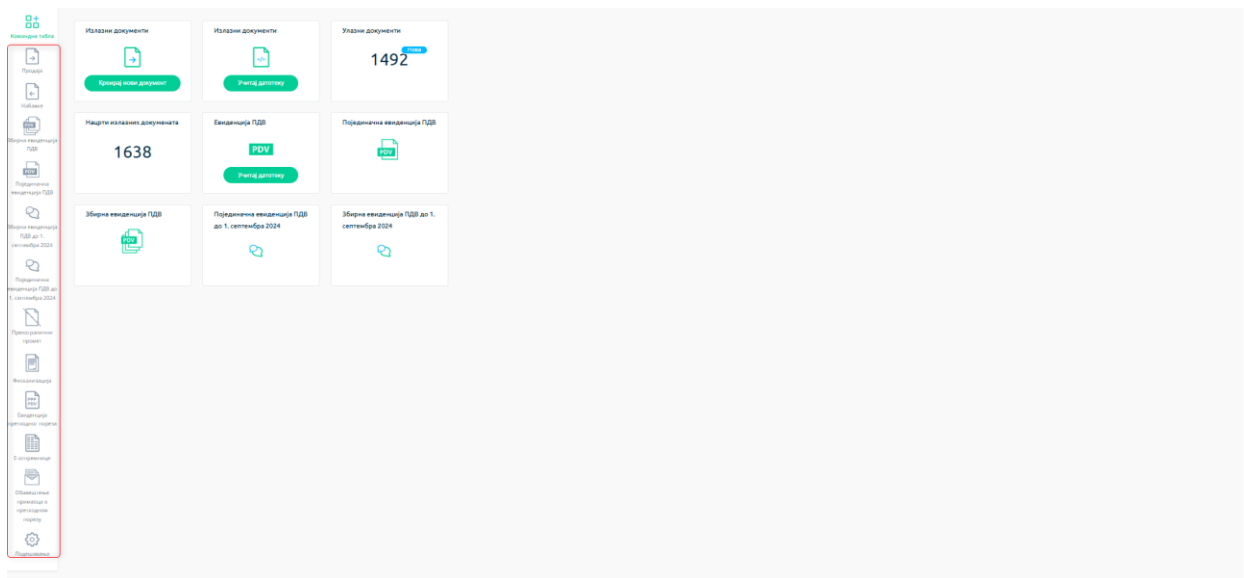 Командна табла
Продаја
Набавке
Збирна евиденција
ПДВ
Појединачна
евиденција ПДВ
Збирна евиденција
ПДВ до 1.
септембра 2024
Појединачна
евиденција ПДВ до
1. септембра 2024
промет
Фискализација
Евиденција
претходног пореза
Е-отпремнице
Обавештење
примаоца о
претходном
порезу
Подешавања
Излазни документи
Креирај нови документ
Излазни документи
Учитај датотеку
Улазни документи
1492
Нацрти излазних докумената
1638
Евиденција ПДВ
PDV
Учитај датотеку
Појединачна евиденција ПДВ
PDV
Збирна евиденција ПДВ
PDV
Појединачна евиденција ПДВ
до 1. септембра 2024
Збирна евиденција ПДВ до 1.
септембра 2024